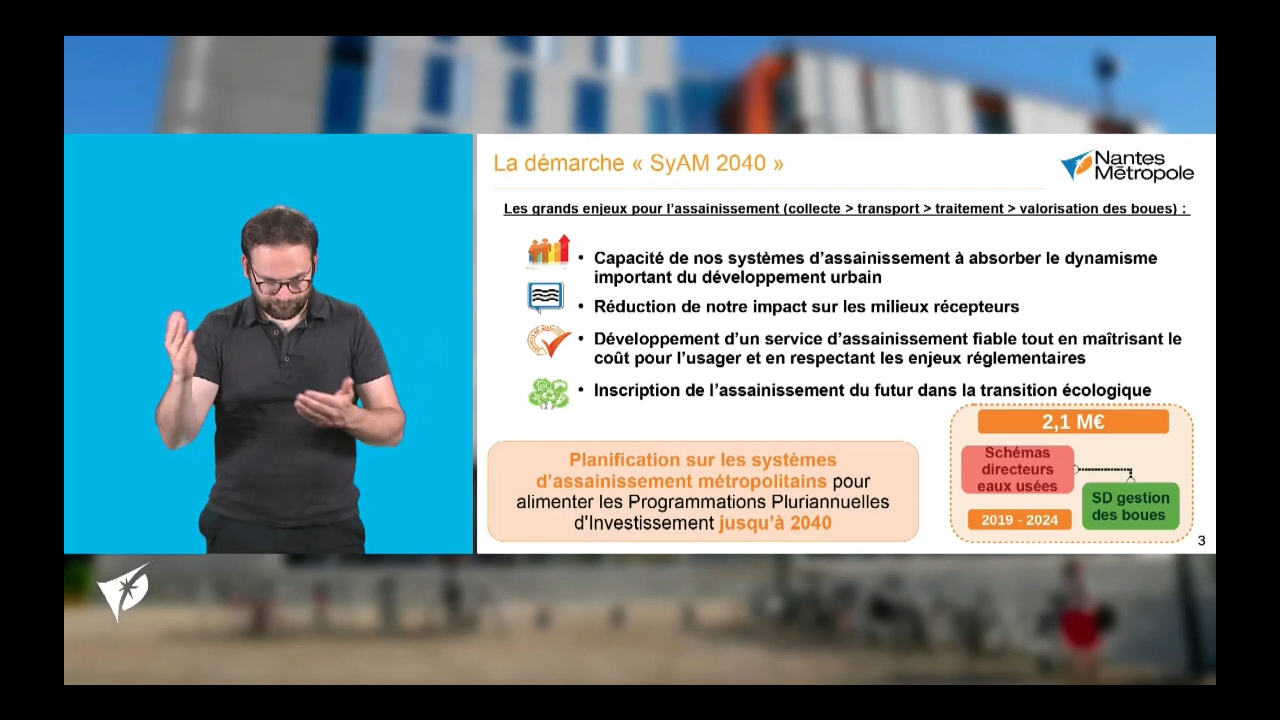 La démarche « SyAM 2040 »
Nantes
Métropole
Les grands enjeux pour l’assainissement (collecte > transport > traitement > valorisation des boues) :
• Capacité de nos systèmes d’assainissement à absorber le dynamisme
important du développement urbain
• Réduction de notre impact sur les milieux récepteurs
• Développement d’un service d’assainissement fiable tout en maîtrisant le
coût pour l’usager et en respectant les enjeux réglementaires
• Inscription de l’assainissement du futur dans la transition écologique
Planification sur les systèmes
d’assainissement métropolitains pour
alimenter les Programmations Pluriannuelles
d'Investissement jusqu’à 2040
2,1 M€
Schémas
directeurs
eaux usées
SD gestion
des boues
2019 - 2024
3